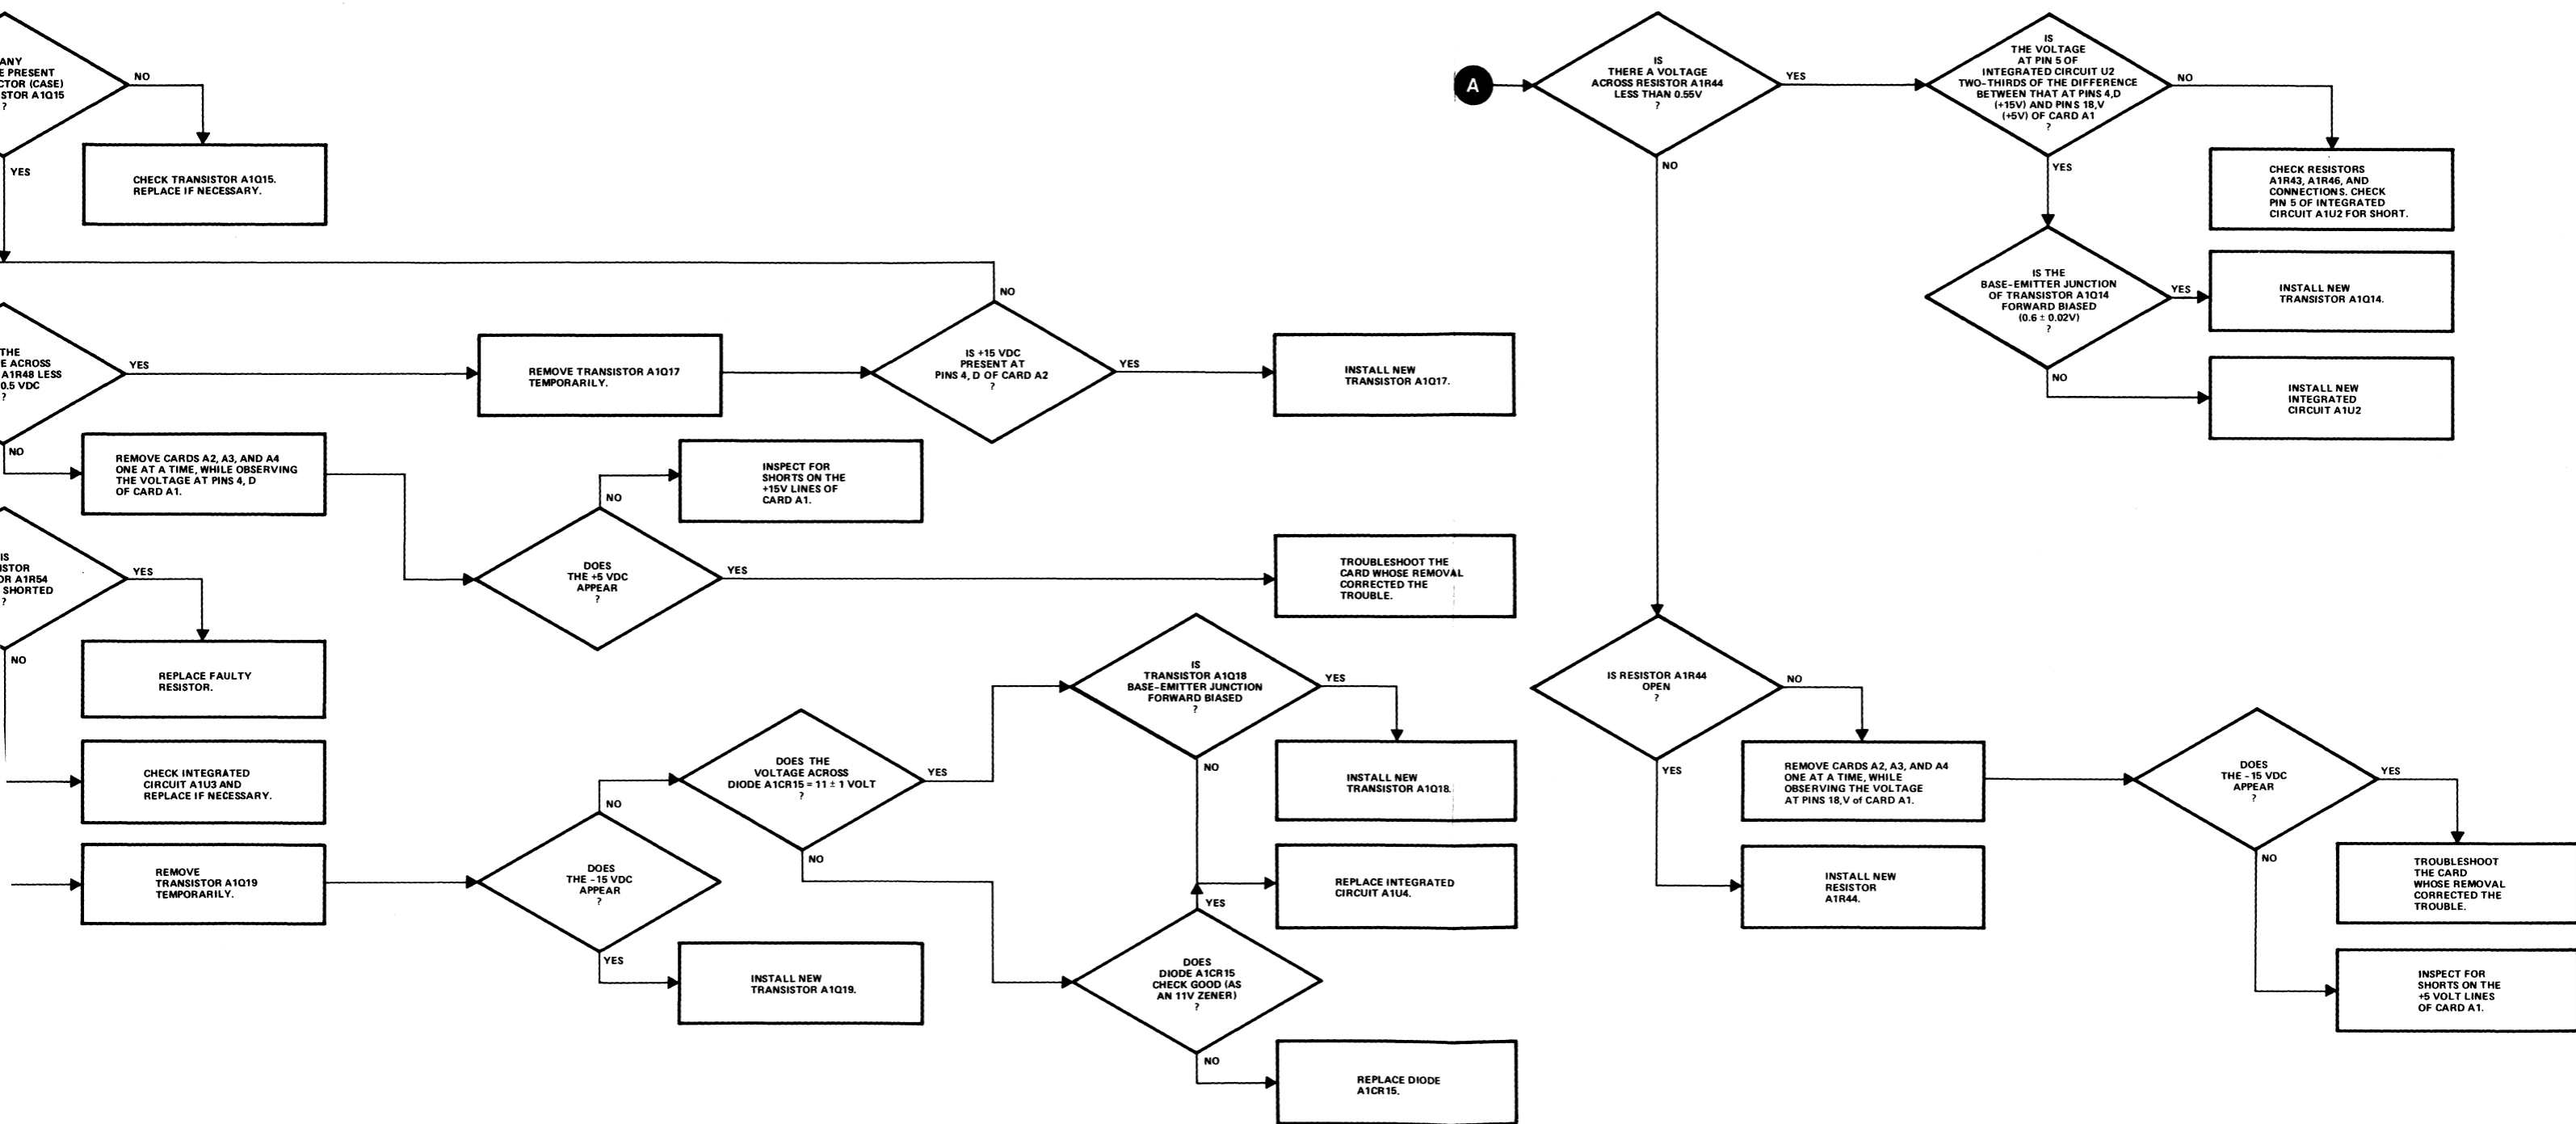 ANY
E PRESENT
CTOR (CASE)
STOR A1Q15
?
NO
YES
CHECK TRANSISTOR A1Q15.
REPLACE IF NECESSARY.
THE
E ACROSS
A1R48 LESS
0.5 VDC
?
YES
NO
REMOVE TRANSISTOR A1Q17
TEMPORARILY.
IS +15 VDC
PRESENT AT
PINS 4, D OF CARD A2
?
NO
YES
INSTALL NEW
TRANSISTOR A1Q17.
REMOVE CARDS A2, A3, AND A4
ONE AT A TIME, WHILE OBSERVING
THE VOLTAGE AT PINS 4, D
OF CARD A1.
INSPECT FOR
SHORTS ON THE
+15V LINES OF
CARD A1.
NO
DOES
THE +5 VDC
APPEAR
?
YES
TROUBLESHOOT THE
CARD WHOSE REMOVAL
CORRECTED THE
TROUBLE.
IS
ISTOR
OR A1R54
SHORTED
?
YES
NO
REPLACE FAULTY
RESISTOR.
CHECK INTEGRATED
CIRCUIT A1U3 AND
REPLACE IF NECESSARY.
REMOVE
TRANSISTOR A1Q19
TEMPORARILY.
DOES
THE -15 VDC
APPEAR
?
NO
YES
INSTALL NEW
TRANSISTOR A1Q19.
DOES THE
VOLTAGE ACROSS
DIODE A1CR15 = 11 ± 1 VOLT
?
YES
NO
IS
TRANSISTOR A1Q18
BASE-EMITTER JUNCTION
FORWARD BIASED
?
YES
NO
INSTALL NEW
TRANSISTOR A1Q18.
REPLACE INTEGRATED
CIRCUIT A1U4.
YES
DOES
DIODE A1CR15
CHECK GOOD (AS
AN 11V ZENER)
?
NO
REPLACE DIODE
A1CR15.
A
IS
THERE A VOLTAGE
ACROSS RESISTOR A1R44
LESS THAN 0.55V
?
YES
NO
IS
THE VOLTAGE
AT PIN 5 OF
INTEGRATED CIRCUIT U2
TWO-THIRDS OF THE DIFFERENCE
BETWEEN THAT AT PINS 4,D
(+15V) AND PINS 18,V
(+5V) OF CARD A1
?
NO
YES
CHECK RESISTORS
A1R43, A1R46, AND
CONNECTIONS. CHECK
PIN 5 OF INTEGRATED
CIRCUIT A1U2 FOR SHORT.
IS THE
BASE-EMITTER JUNCTION
OF TRANSISTOR A1Q14
FORWARD BIASED
(0.6 ± 0.02V)
?
YES
NO
INSTALL NEW
TRANSISTOR A1Q14.
INSTALL NEW
INTEGRATED
CIRCUIT A1U2
IS RESISTOR A1R44
OPEN
?
NO
YES
REMOVE CARDS A2, A3, AND A4
ONE AT A TIME, WHILE
OBSERVING THE VOLTAGE
AT PINS 18,V of CARD A1.
INSTALL NEW
RESISTOR
A1R44.
DOES
THE -15 VDC
APPEAR
?
YES
NO
TROUBLESHOOT
THE CARD
WHOSE REMOVAL
CORRECTED THE
TROUBLE.
INSPECT FOR
SHORTS ON THE
+5 VOLT LINES
OF CARD A1.